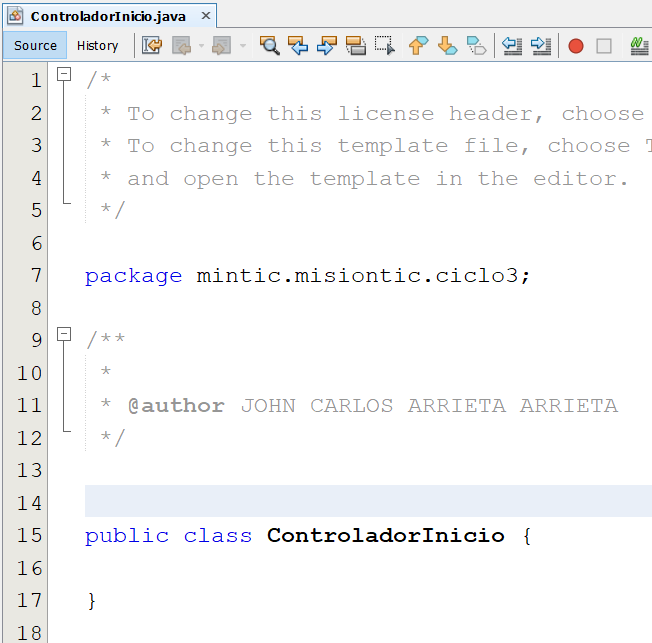 ControladorInicio.java
Source History
1 /*
2 * To change this license header, choose
3 * To change this template file, choose
4 * and open the template in the editor.
5 */
6
7 package mintic.misiontic.ciclo3;
8
9 /**
10 *
11 * @author JOHN CARLOS ARRIETA ARRIETA
12 */
13
14
15 public class ControladorInicio {
16
17 }
18